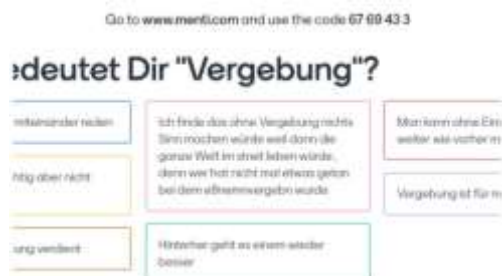 Go to www.menti.com and use the code 67 69 43 3
edeutet Dir "Vergebung"?
miteinander reden
htig aber nicht
ung verdient
Ich finde das ohne Vergebung nichts
Sinn machen würde weil dann die
ganze Welt im streit leben würde,
denn wer hat nicht mal etwas getan
bei dem
wurde
Hinterher geht es einem wieder
besser
Man kann ohne Ein
weiter wie vorher m
Vergebung ist für m